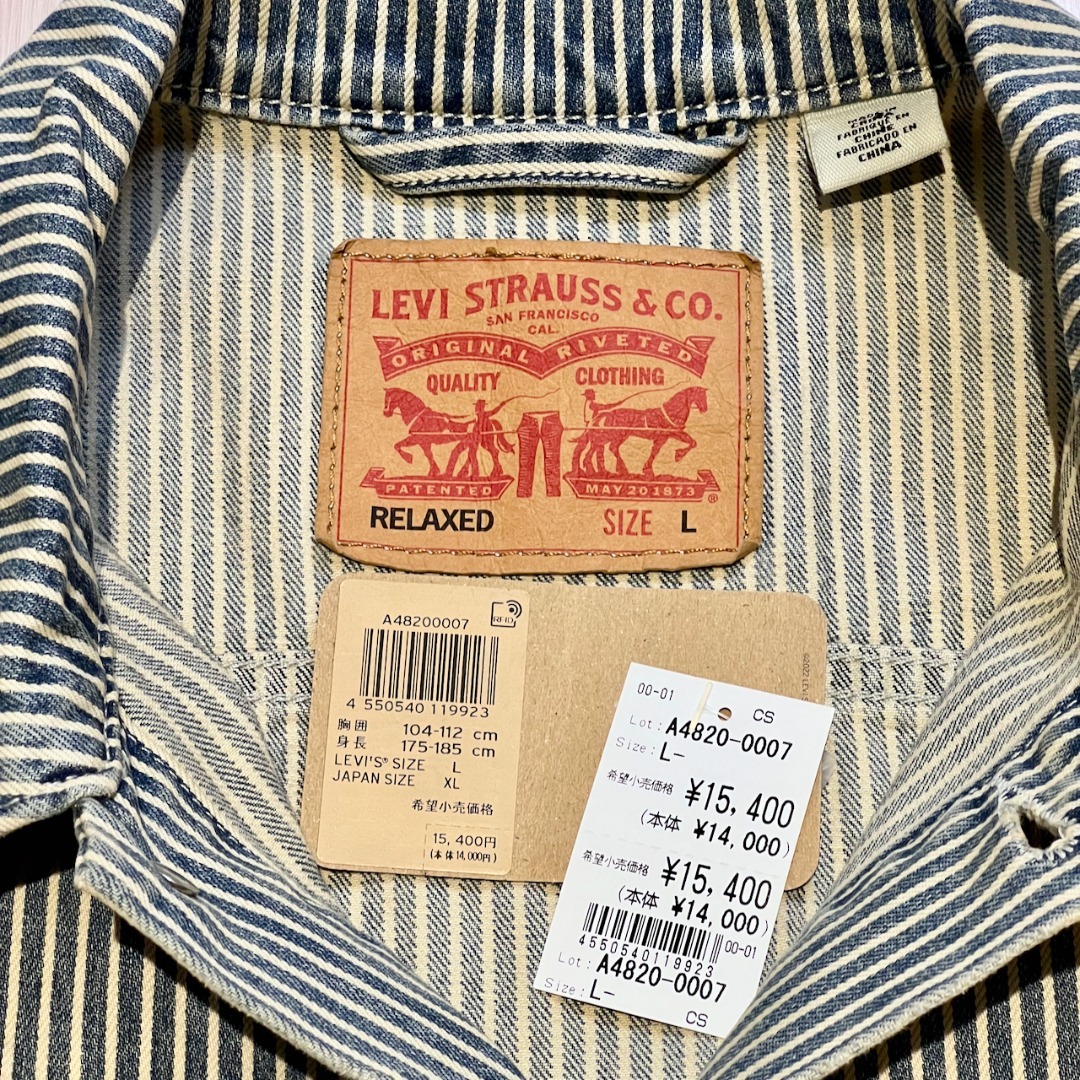 FABRIQUÉ EN
CHINE
FABRICADO EN
CHINA
LEVI STRAUSS & CO.
SAN FRANCISCO
CAL.
ORIGINAL RIVETED
QUALITY CLOTHING
PATENTED MAY 20 1873 ®
RELAXED SIZE L
RFID
A48200007
4 550540 119923
胸囲 104-112 cm
身長 175-185 cm
LEVI'S® SIZE L
JAPAN SIZE XL
希望小売価格
15,400円
(本体14,000円)
©2022 LEVI S
00-01
CS
Lot: A4820-0007
Size: L-
希望小売価格 ¥15,400
(本体 ¥14,000)
希望小売価格 ¥15,400
(本体 ¥14,000)
4550540119923
00-01
Lot: A4820-0007
Size: L-
CS